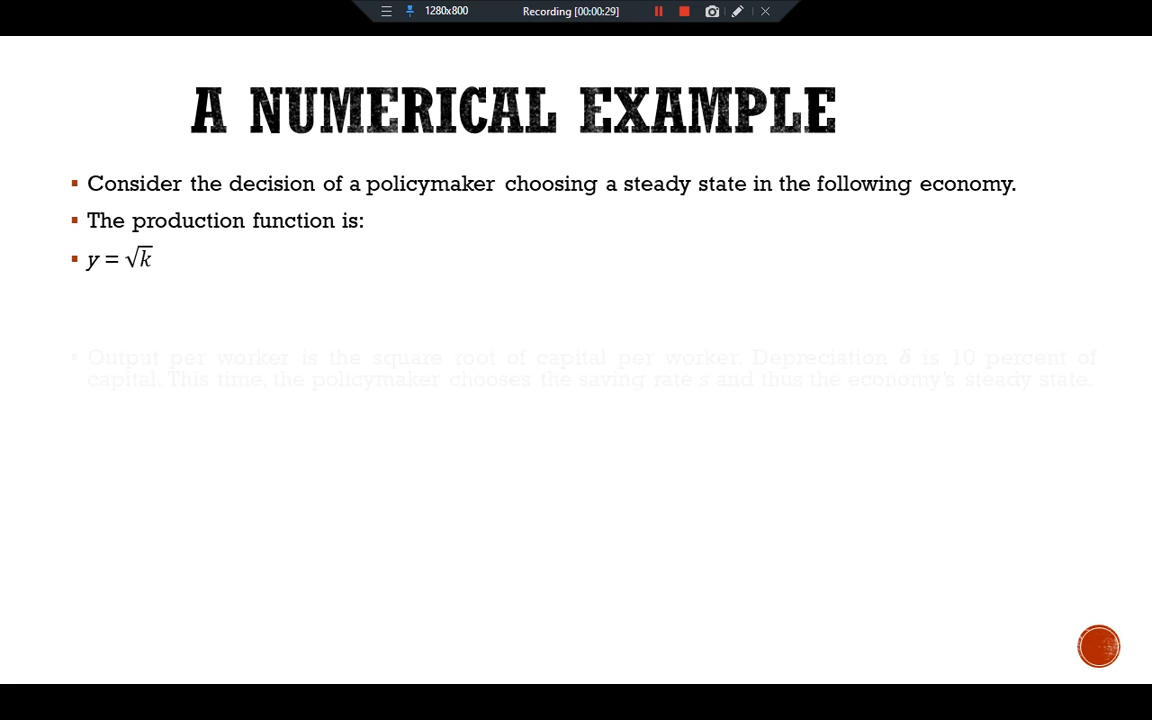 1280x800 Recording [00:00:29]
A NUMERICAL EXAMPLE
Consider the decision of a policymaker choosing a steady state in the following economy.
The production function is:
y = √k
Output per worker is the square root of capital per worker. Depreciation δ is 10 percent of
capital. This time, the policymaker chooses the saving rate s and thus the economy's steady state.